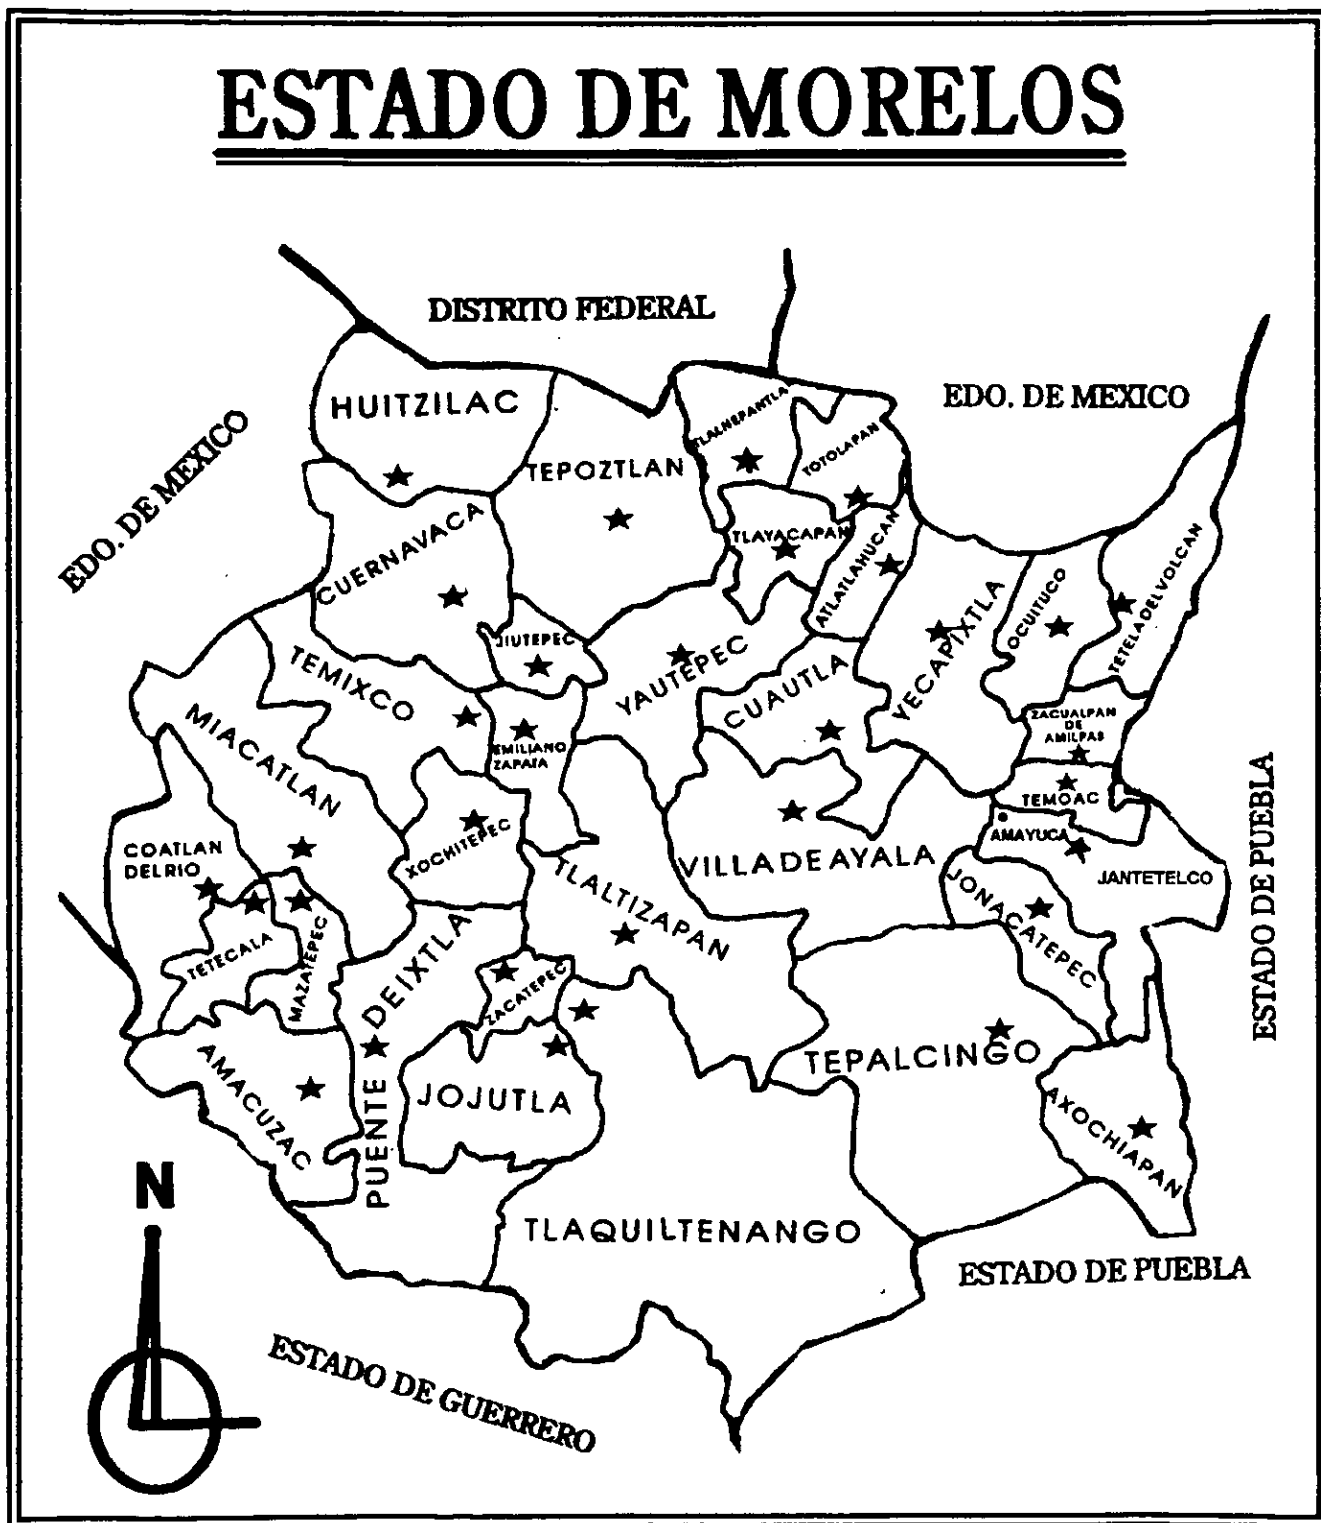 ESTADO DE MORELOS
DISTRITO FEDERAL
EDO. DE MEXICO
EDO. DE MEXICO
HUITZILAC
TEPOZTLAN
TLALNEPANTLA
TOTOLAPAN
CUERNAVACA
TLAYACAPAN
ATLATLAHUCAN
YECAPIXTLA
OCUITUCO
TETELA DEL VOLCAN
JIUTEPEC
TEMIXCO
YAUTEPEC
CUAUTLA
MIACATLAN
EMILIANO
ZAPATA
ZACUALPAN
DE
AMILPAS
TEMOAC
AMAYUCA
JANTETELCO
ESTADO DE PUEBLA
COATLAN
DEL RIO
XOCHITEPEC
TLALTIZAPAN
VILLA DE AYALA
JONACATEPEC
TETECALA
MAZATEPEC
PUENTE DE IXTLA
ZACATEPEC
AMACUZAC
JOJUTLA
TEPALCINGO
AXOCHIAPAN
TLAQUILTENANGO
N
ESTADO DE PUEBLA
ESTADO DE GUERRERO